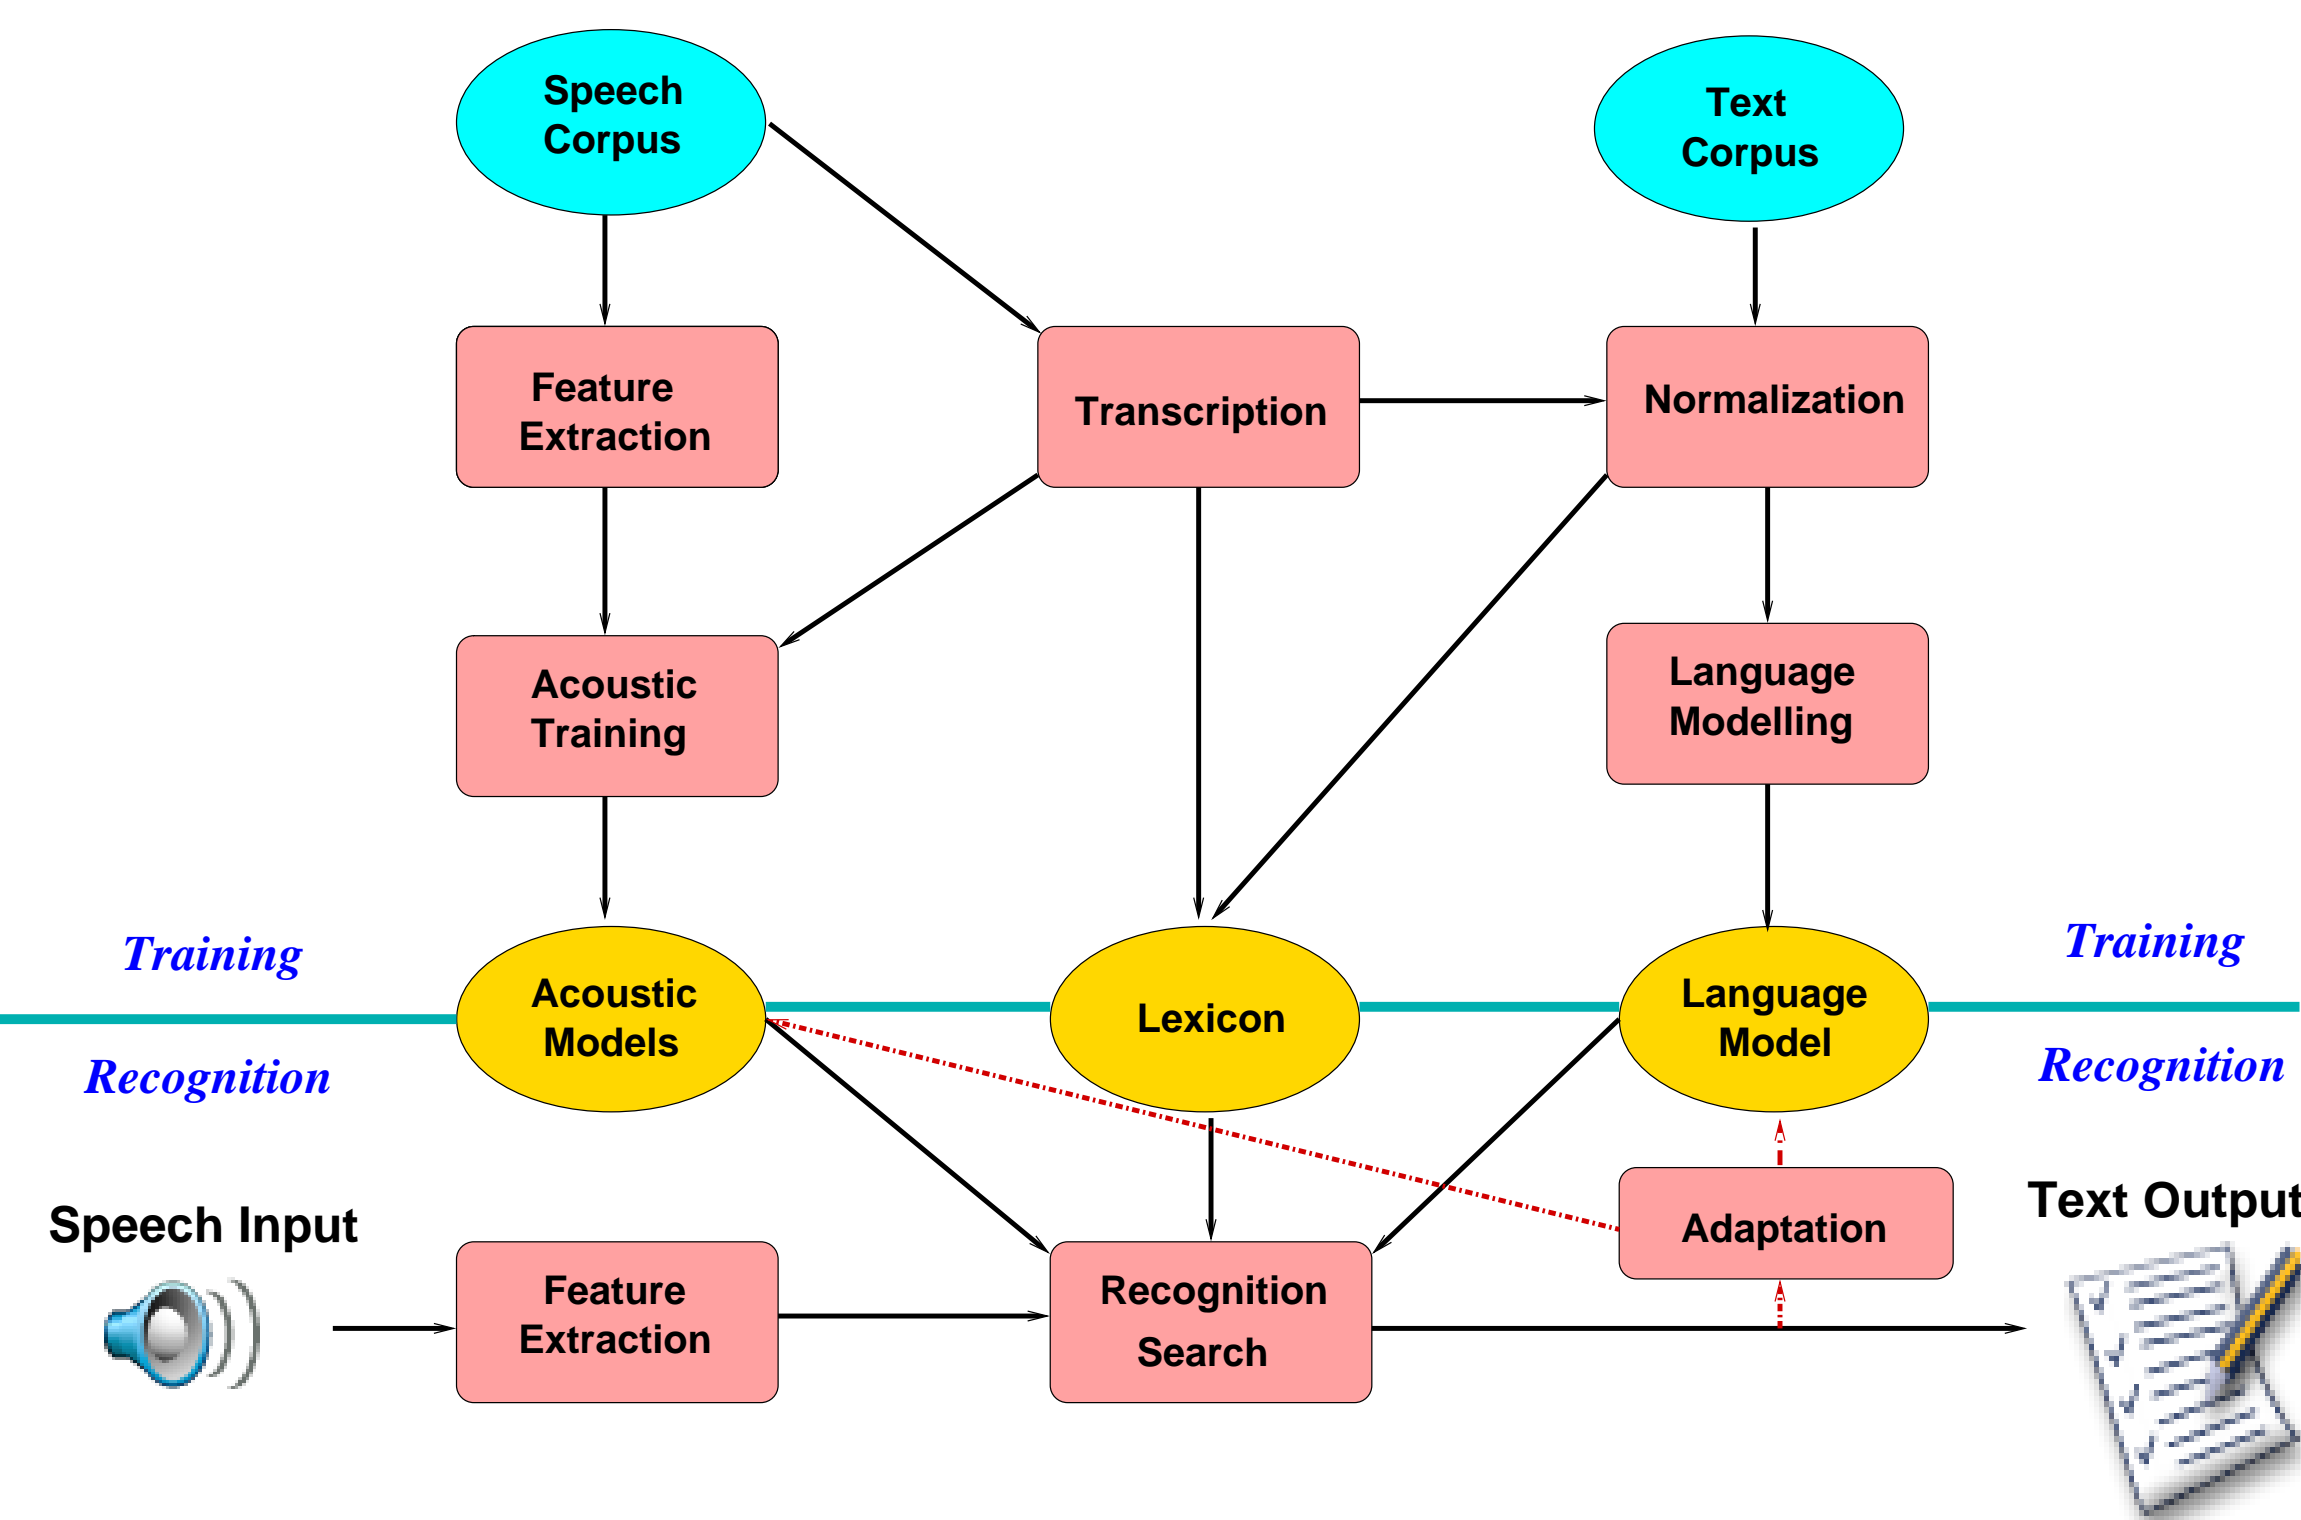 Speech
Corpus
Text
Corpus
Feature
Extraction
Transcription
Normalization
Acoustic
Training
Language
Modelling
Training
Training
Acoustic
Models
Lexicon
Language
Model
Recognition
Recognition
Speech Input
Adaptation
Text Output
Feature
Extraction
Recognition
Search